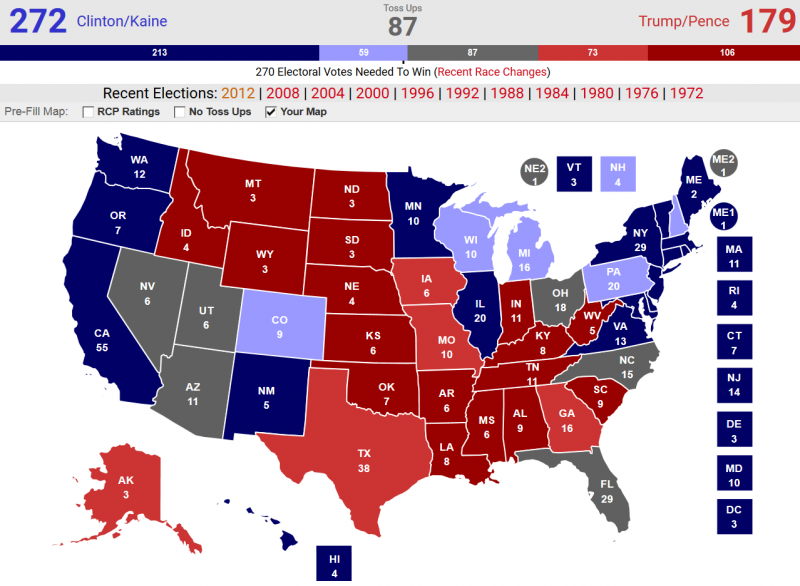 272 Clinton/Kaine
Toss Ups
87
Trump/Pence 179
213 59 87 73 106
270 Electoral Votes Needed To Win (Recent Race Changes)
Recent Elections: 2012 | 2008 | 2004 | 2000 | 1996 | 1992 | 1988 | 1984 | 1980 | 1976 | 1972
Pre-Fill Map: RCP Ratings No Toss Ups Your Map
WA
12
OR
7
CA
55
ID
4
NV
6
MT
3
WY
3
UT
6
AZ
11
CO
9
NM
5
ND
3
SD
3
NE
4
KS
6
OK
7
TX
38
MN
10
IA
6
MO
10
AR
6
LA
8
WI
10
IL
20
MI
16
IN
11
OH
18
KY
8
TN
11
MS
6
AL
9
GA
16
FL
29
SC
9
NC
15
WV
5
VA
13
PA
20
NY
29
ME
2
NE2
1
VT
3
NH
4
ME2
1
ME1
1
MA
11
RI
4
CT
7
NJ
14
DE
3
MD
10
DC
3
AK
3
HI
4